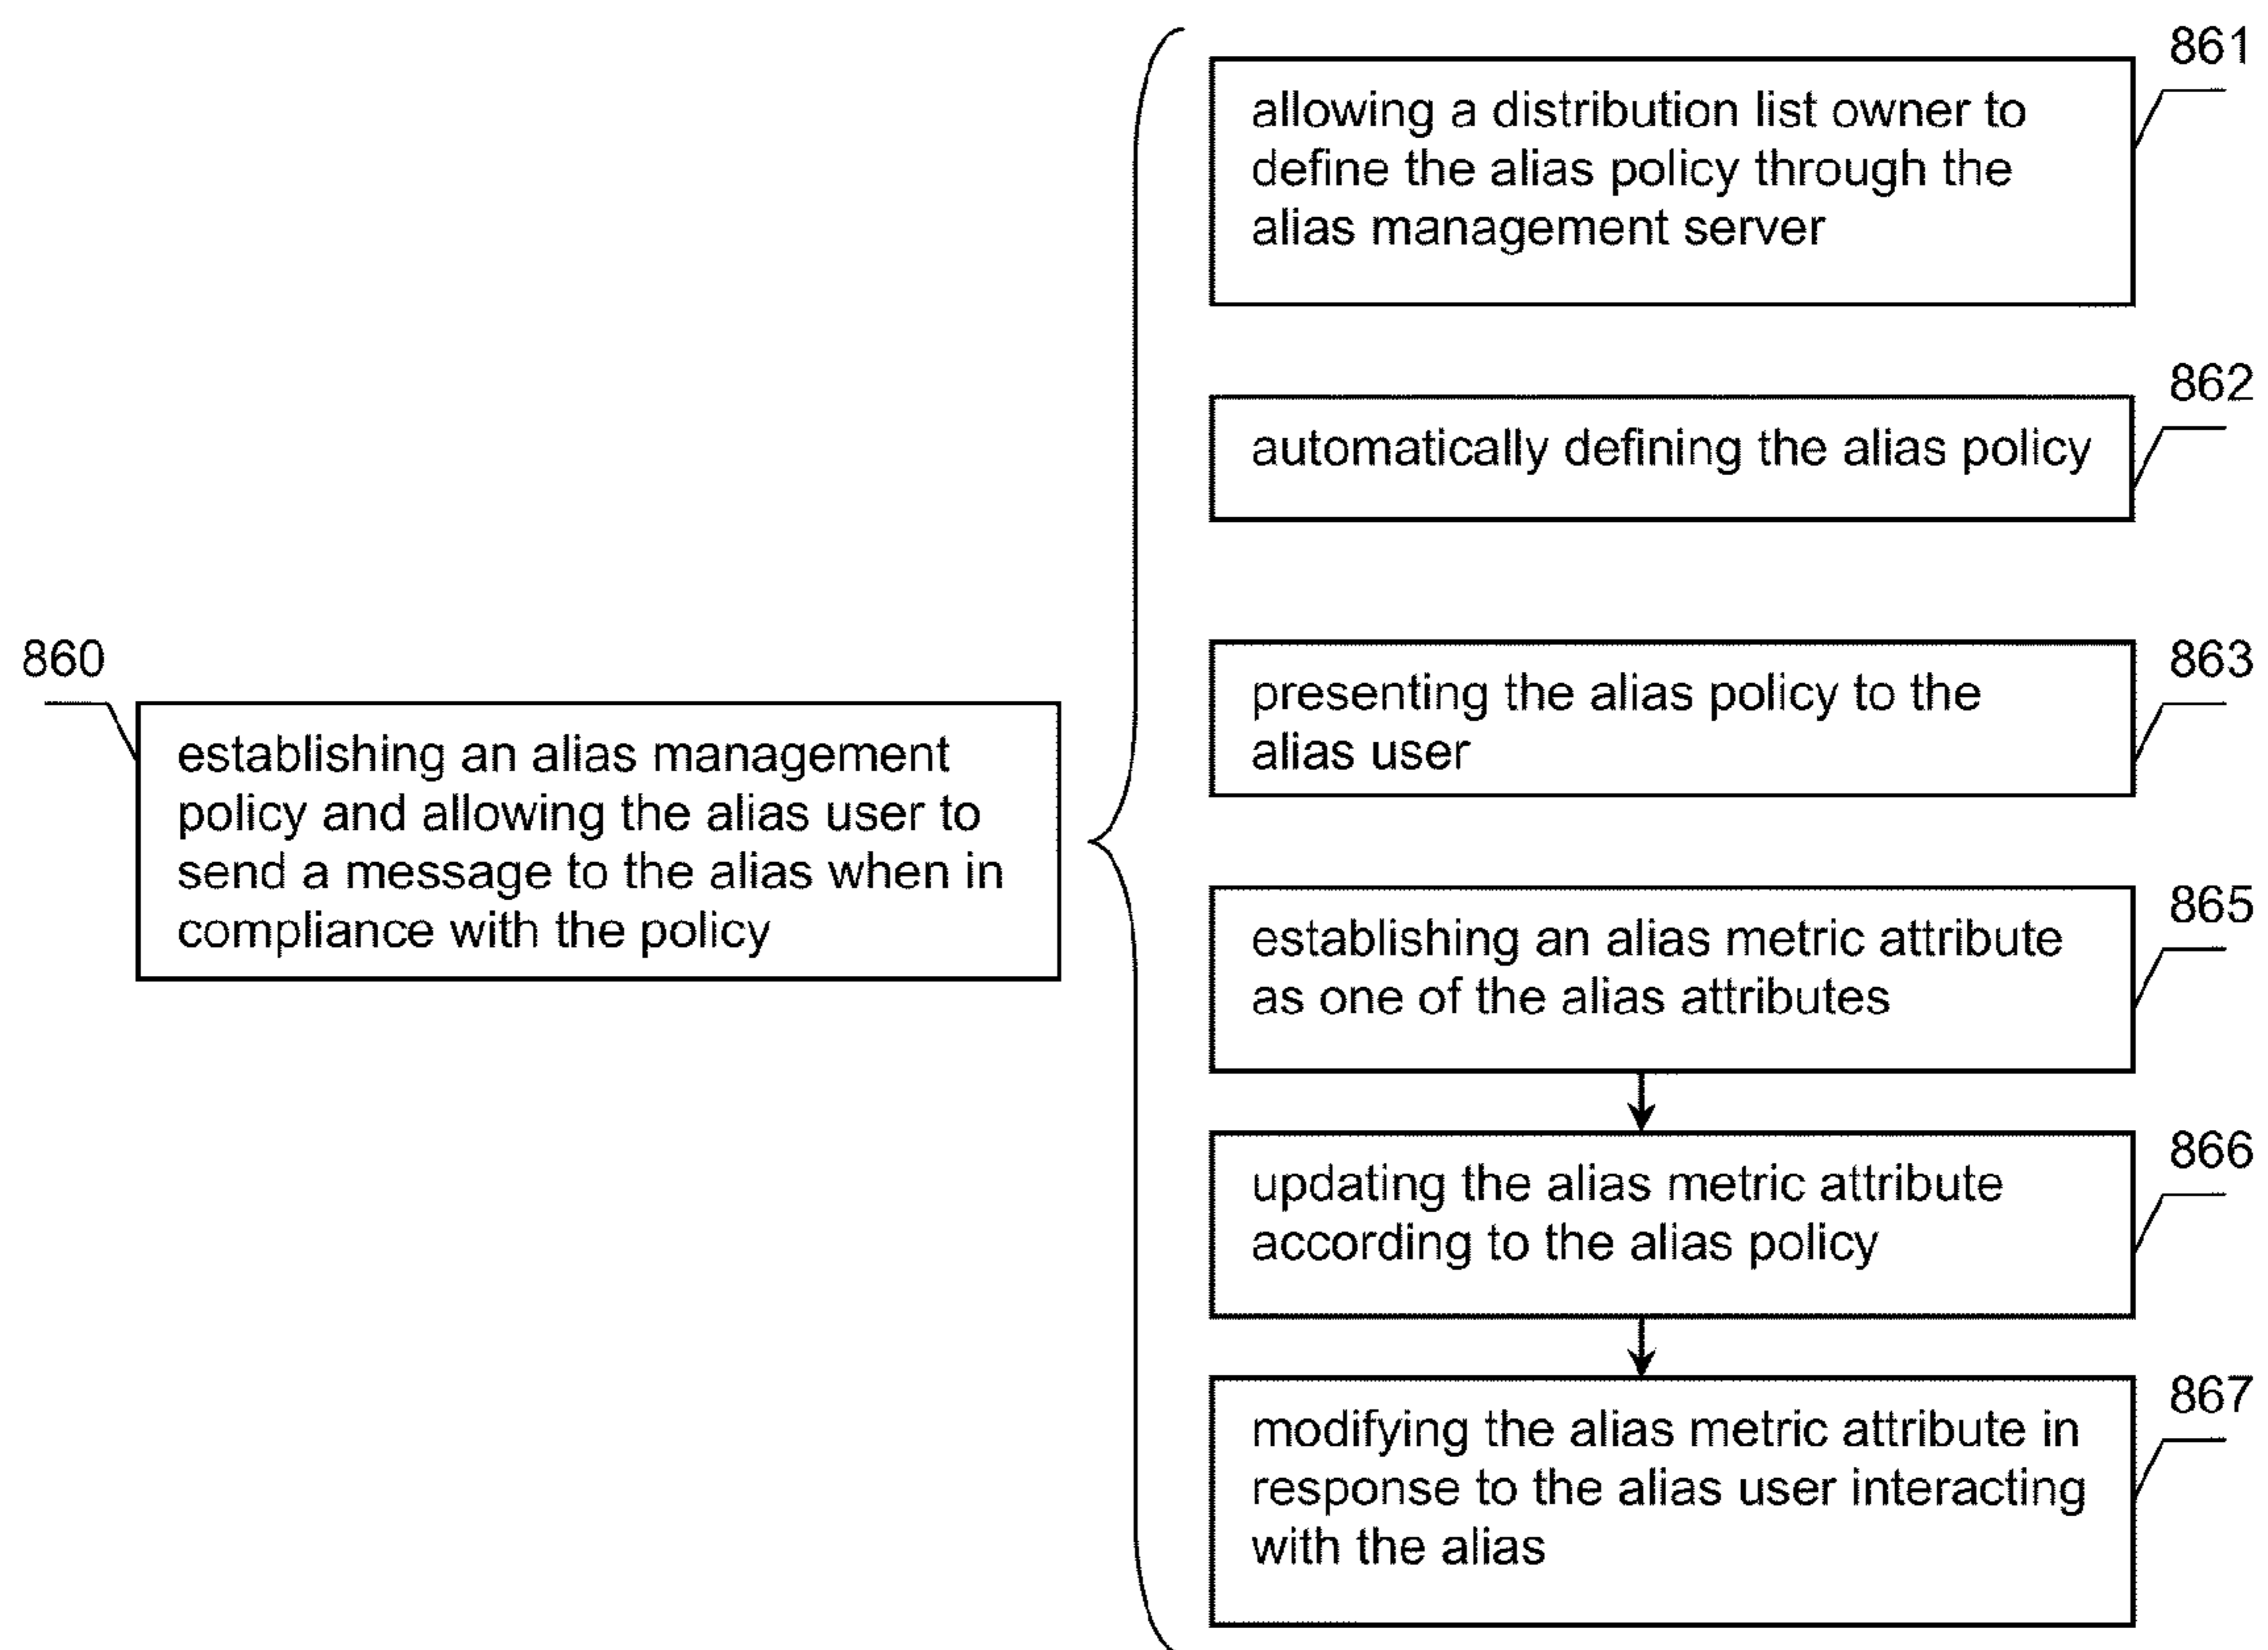 860
establishing an alias management
policy and allowing the alias user to
send a message to the alias when in
compliance with the policy
861
allowing a distribution list owner to
define the alias policy through the
alias management server
862
automatically defining the alias policy
863
presenting the alias policy to the
alias user
865
establishing an alias metric attribute
as one of the alias attributes
866
updating the alias metric attribute
according to the alias policy
867
modifying the alias metric attribute in
response to the alias user interacting
with the alias